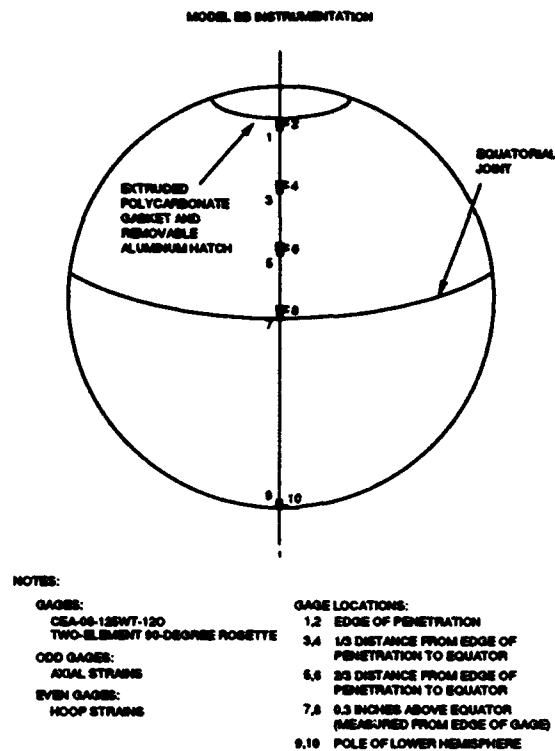 MODEL BB INSTRUMENTATION
2
1
EQUATORIAL
JOINT
4
3
EXTRUDED
POLYCARBONATE
GASKET AND
REMOVABLE
ALUMINUM HATCH
6
5
8
7
9 10
1
NOTES:
GAGES:
CEA-06-125WT-120
TWO-ELEMENT 90-DEGREE ROSETTE
ODD GAGES:
AXIAL STRAINS
EVEN GAGES:
HOOP STRAINS
GAGE LOCATIONS:
1,2 EDGE OF PENETRATION
3,4 1/3 DISTANCE FROM EDGE OF
PENETRATION TO EQUATOR
5,6 2/3 DISTANCE FROM EDGE OF
PENETRATION TO EQUATOR
7,8 0.3 INCHES ABOVE EQUATOR
(MEASURED FROM EDGE OF GAGE)
9,10 POLE OF LOWER HEMISPHERE